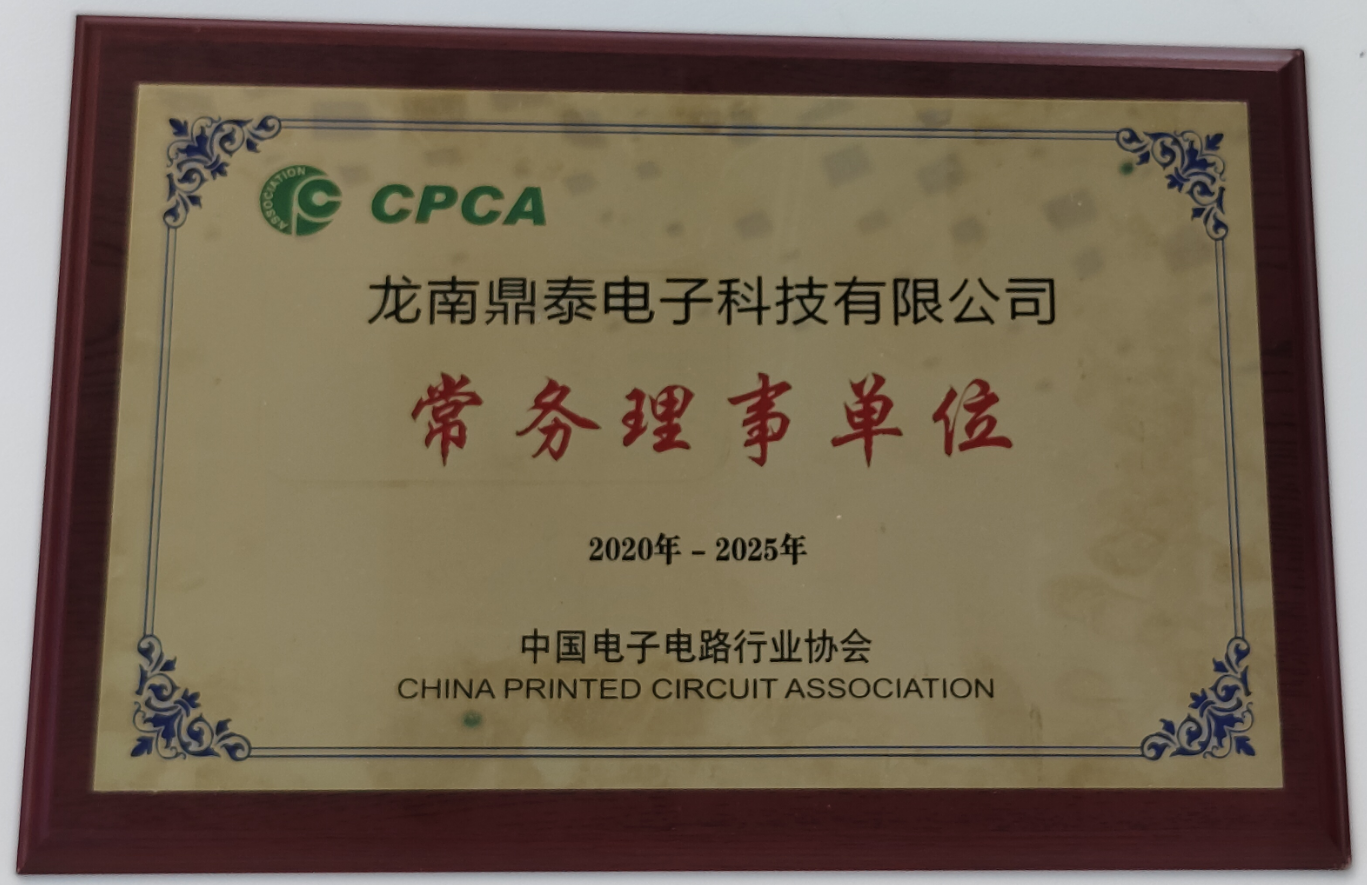 ASSOCIATION
CPCA
龙南鼎泰电子科技有限公司
常务理事单位
2020年－2025年
中国电子电路行业协会
CHINA PRINTED CIRCUIT ASSOCIATION